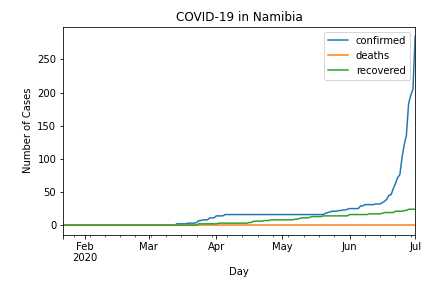 COVID-19 in Namibia
confirmed
deaths
recovered
Number of Cases
250
200
150
100
50
0
Feb Mar Apr May Jun Jul
2020
Day